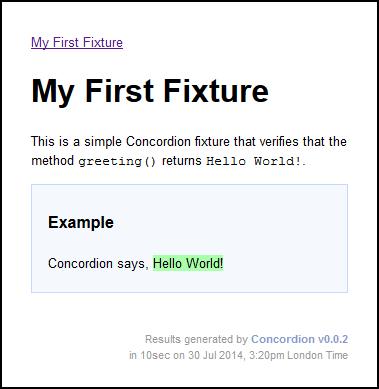 My First Fixture
My First Fixture
This is a simple Concordion fixture that verifies that the
method greeting() returns Hello World!.
Example
Concordion says, Hello World!
Results generated by Concordion v0.0.2
in 10sec on 30 Jul 2014, 3:20pm London Time